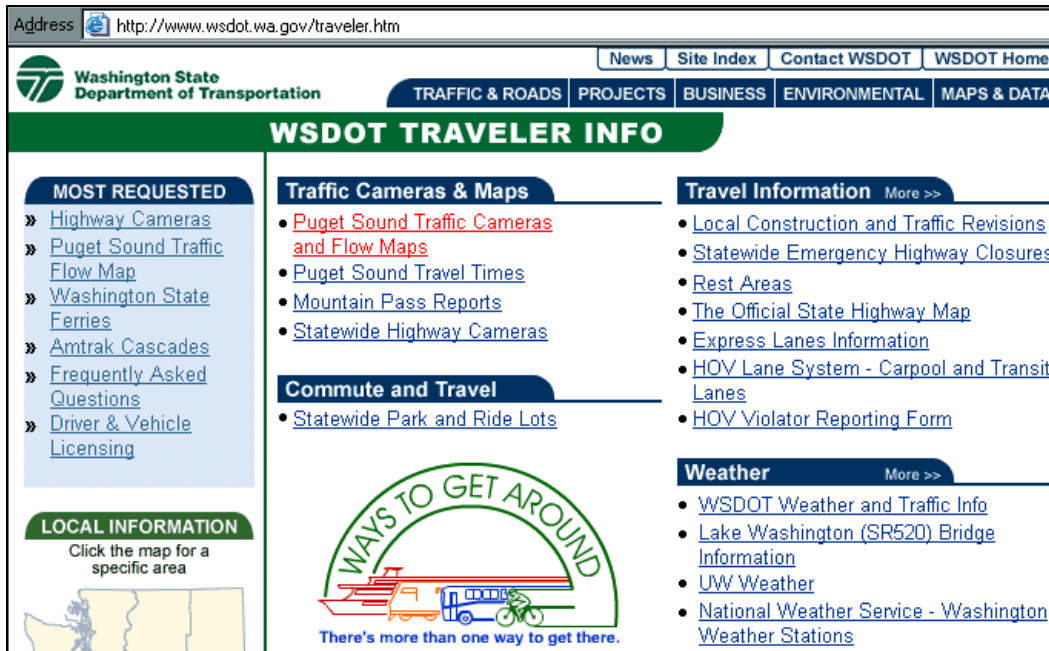 Address http://www.wsdot.wa.gov/traveler.htm
News Site Index Contact WSDOT WSDOT Home
Washington State
Department of Transportation
TRAFFIC & ROADS PROJECTS BUSINESS ENVIRONMENTAL MAPS & DATA
WSDOT TRAVELER INFO
MOST REQUESTED
» Highway Cameras
» Puget Sound Traffic
Flow Map
» Washington State
Ferries
» Amtrak Cascades
» Frequently Asked
Questions
» Driver & Vehicle
Licensing
LOCAL INFORMATION
Click the map for a
specific area
Traffic Cameras & Maps
• Puget Sound Traffic Cameras
and Flow Maps
• Puget Sound Travel Times
• Mountain Pass Reports
• Statewide Highway Cameras
Commute and Travel
• Statewide Park and Ride Lots
WAYS TO GET AROUND
There's more than one way to get there.
Travel Information More >>
• Local Construction and Traffic Revisions
• Statewide Emergency Highway Closures
• Rest Areas
• The Official State Highway Map
• Express Lanes Information
• HOV Lane System - Carpool and Transit
Lanes
• HOV Violator Reporting Form
Weather More >>
• WSDOT Weather and Traffic Info
• Lake Washington (SR520) Bridge
Information
• UW Weather
• National Weather Service - Washington
Weather Stations